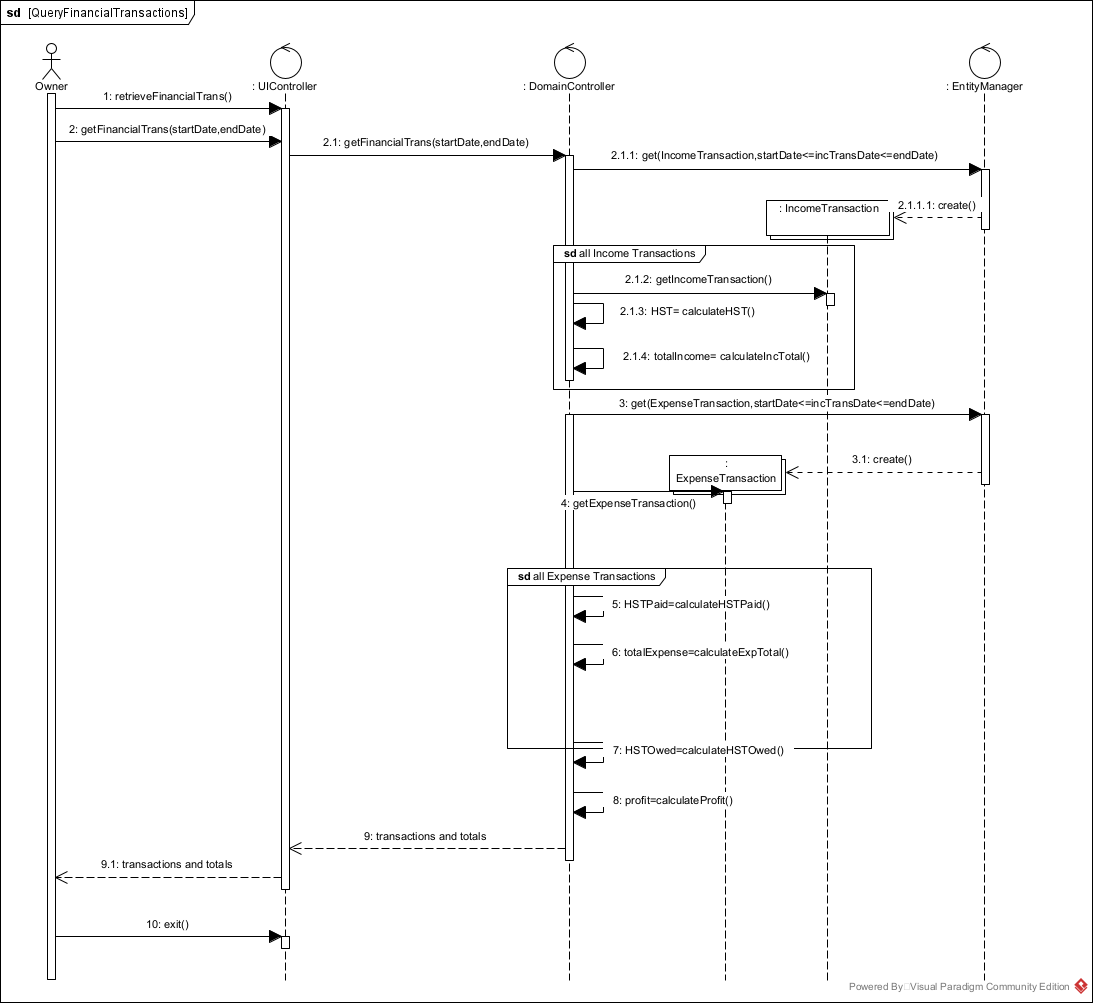 sd [QueryFinancialTransactions]
Owner
: UIController
: DomainController
: EntityManager
1: retrieveFinancialTrans()
2: getFinancialTrans(startDate,endDate)
2.1: getFinancialTrans(startDate,endDate)
2.1.1: get(IncomeTransaction,startDate<=incTransDate<=endDate)
: IncomeTransaction
2.1.1.1: create()
sd all Income Transactions
2.1.2: getIncomeTransaction()
2.1.3: HST= calculateHST()
2.1.4: totalIncome= calculateIncTotal()
3: get(ExpenseTransaction,startDate<=incTransDate<=endDate)
3.1: create()
:
ExpenseTransaction
4: getExpenseTransaction()
sd all Expense Transactions
5: HSTPaid=calculateHSTPaid()
6: totalExpense=calculateExpTotal()
7: HSTOwed=calculateHSTOwed()
8: profit=calculateProfit()
9: transactions and totals
9.1: transactions and totals
10: exit()
Powered By Visual Paradigm Community Edition